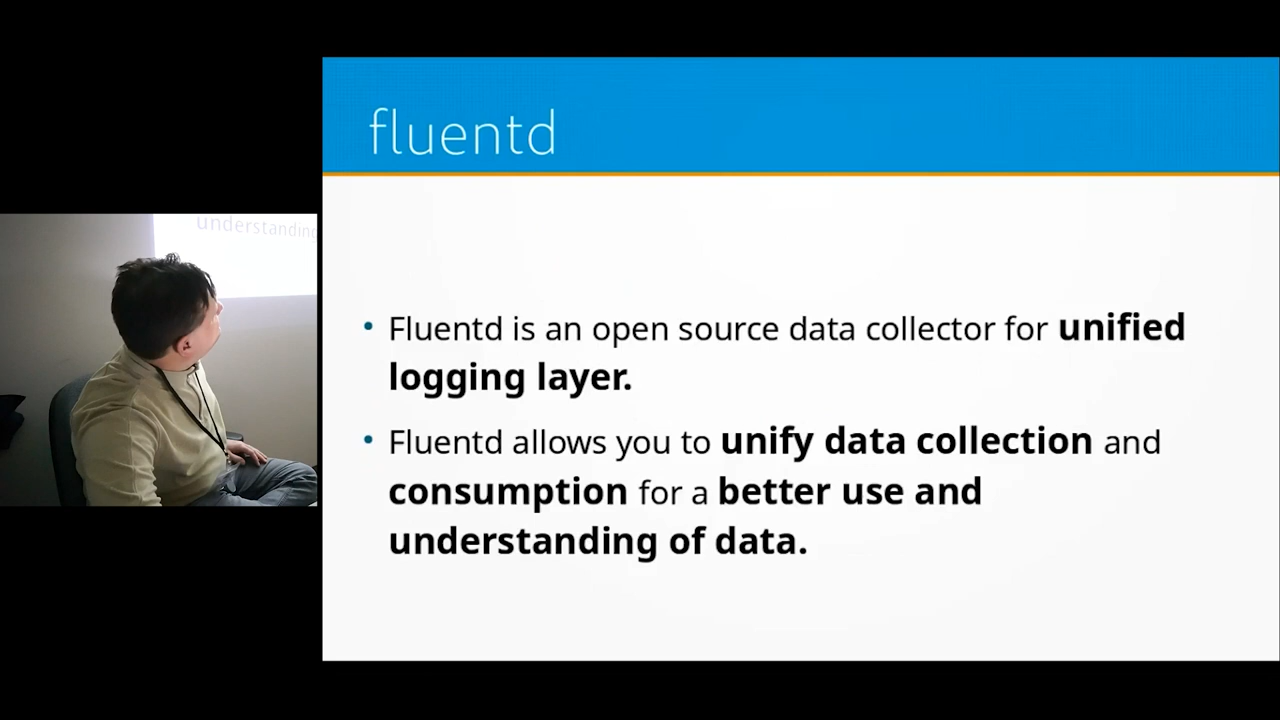 fluentd
understanding
• Fluentd is an open source data collector for unified
logging layer.
• Fluentd allows you to unify data collection and
consumption for a better use and
understanding of data.